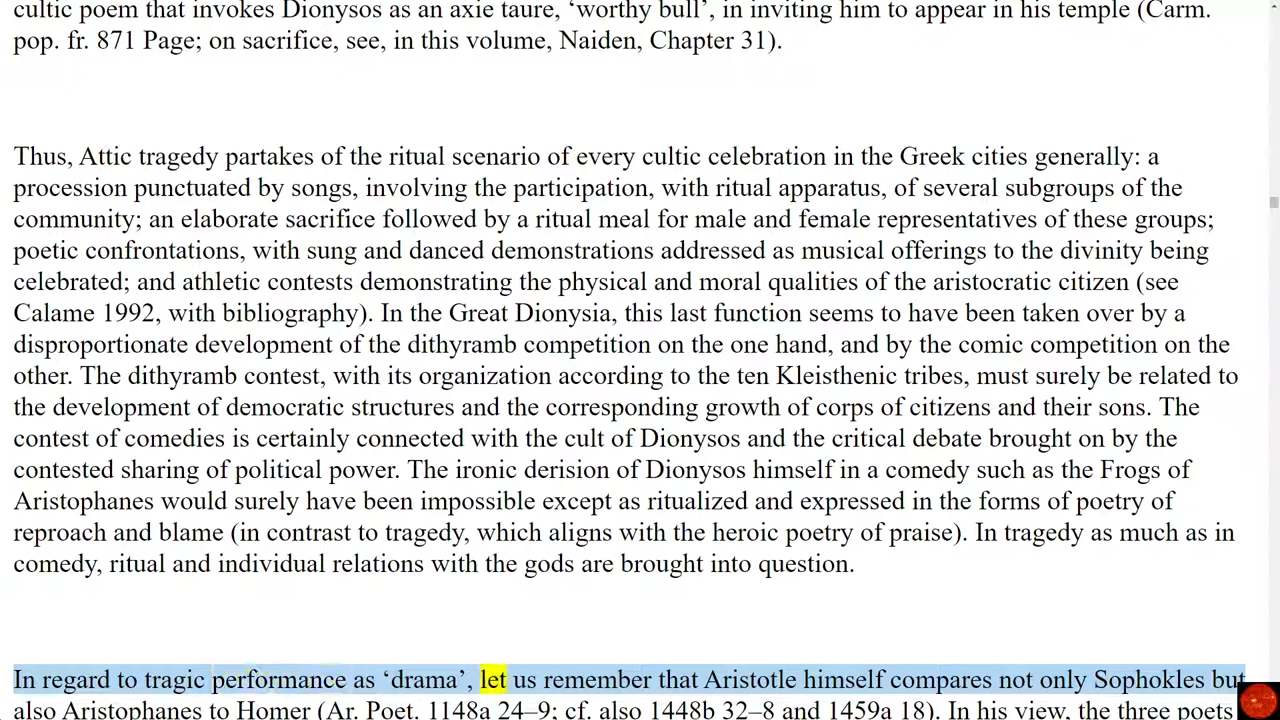 cultic poem that invokes Dionysos as an axie taure, ‘worthy bull’, in inviting him to appear in his temple (Carm.
pop. fr. 871 Page; on sacrifice, see, in this volume, Naiden, Chapter 31).
Thus, Attic tragedy partakes of the ritual scenario of every cultic celebration in the Greek cities generally: a
procession punctuated by songs, involving the participation, with ritual apparatus, of several subgroups of the
community; an elaborate sacrifice followed by a ritual meal for male and female representatives of these groups;
poetic confrontations, with sung and danced demonstrations addressed as musical offerings to the divinity being
celebrated; and athletic contests demonstrating the physical and moral qualities of the aristocratic citizen (see
Calame 1992, with bibliography). In the Great Dionysia, this last function seems to have been taken over by a
disproportionate development of the dithyramb competition on the one hand, and by the comic competition on the
other. The dithyramb contest, with its organization according to the ten Kleisthenic tribes, must surely be related to
the development of democratic structures and the corresponding growth of corps of citizens and their sons. The
contest of comedies is certainly connected with the cult of Dionysos and the critical debate brought on by the
contested sharing of political power. The ironic derision of Dionysos himself in a comedy such as the Frogs of
Aristophanes would surely have been impossible except as ritualized and expressed in the forms of poetry of
reproach and blame (in contrast to tragedy, which aligns with the heroic poetry of praise). In tragedy as much as in
comedy, ritual and individual relations with the gods are brought into question.
In regard to tragic performance as ‘drama’, let us remember that Aristotle himself compares not only Sophokles but
also Aristophanes to Homer (Ar. Poet. 1148a 24–9; cf. also 1448b 32–8 and 1459a 18). In his view, the three poets